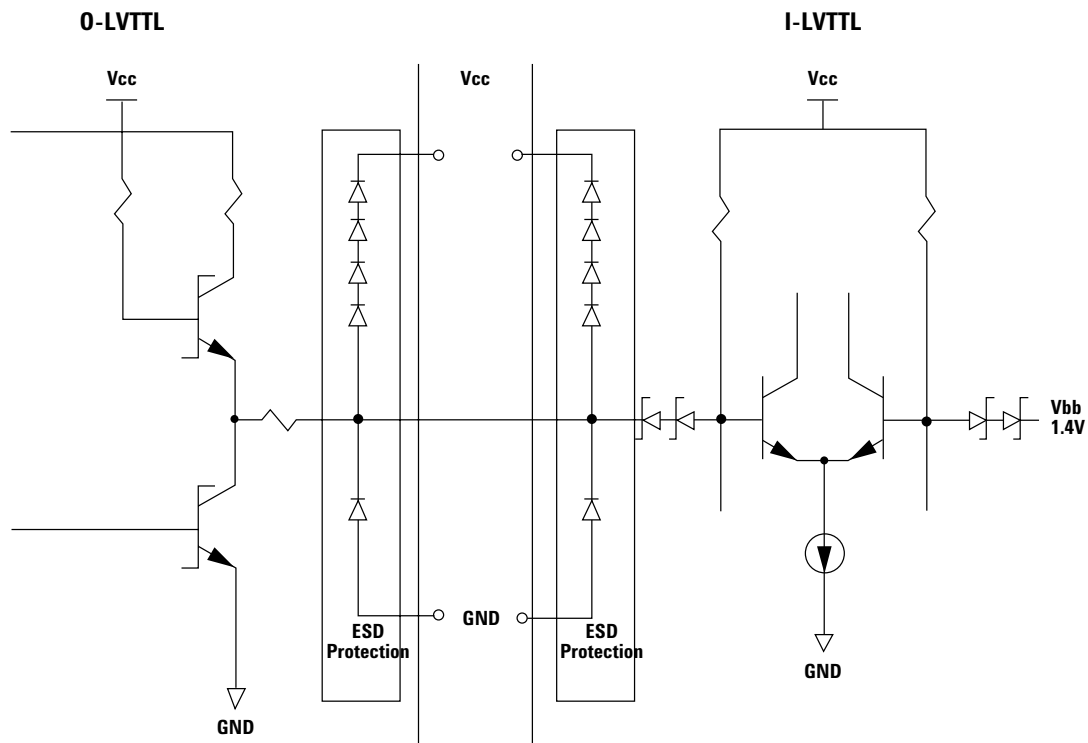 O-LVTTL
I-LVTTL
Vcc
Vcc
Vcc
Vbb
1.4V
GND
ESD
Protection
ESD
Protection
GND
GND